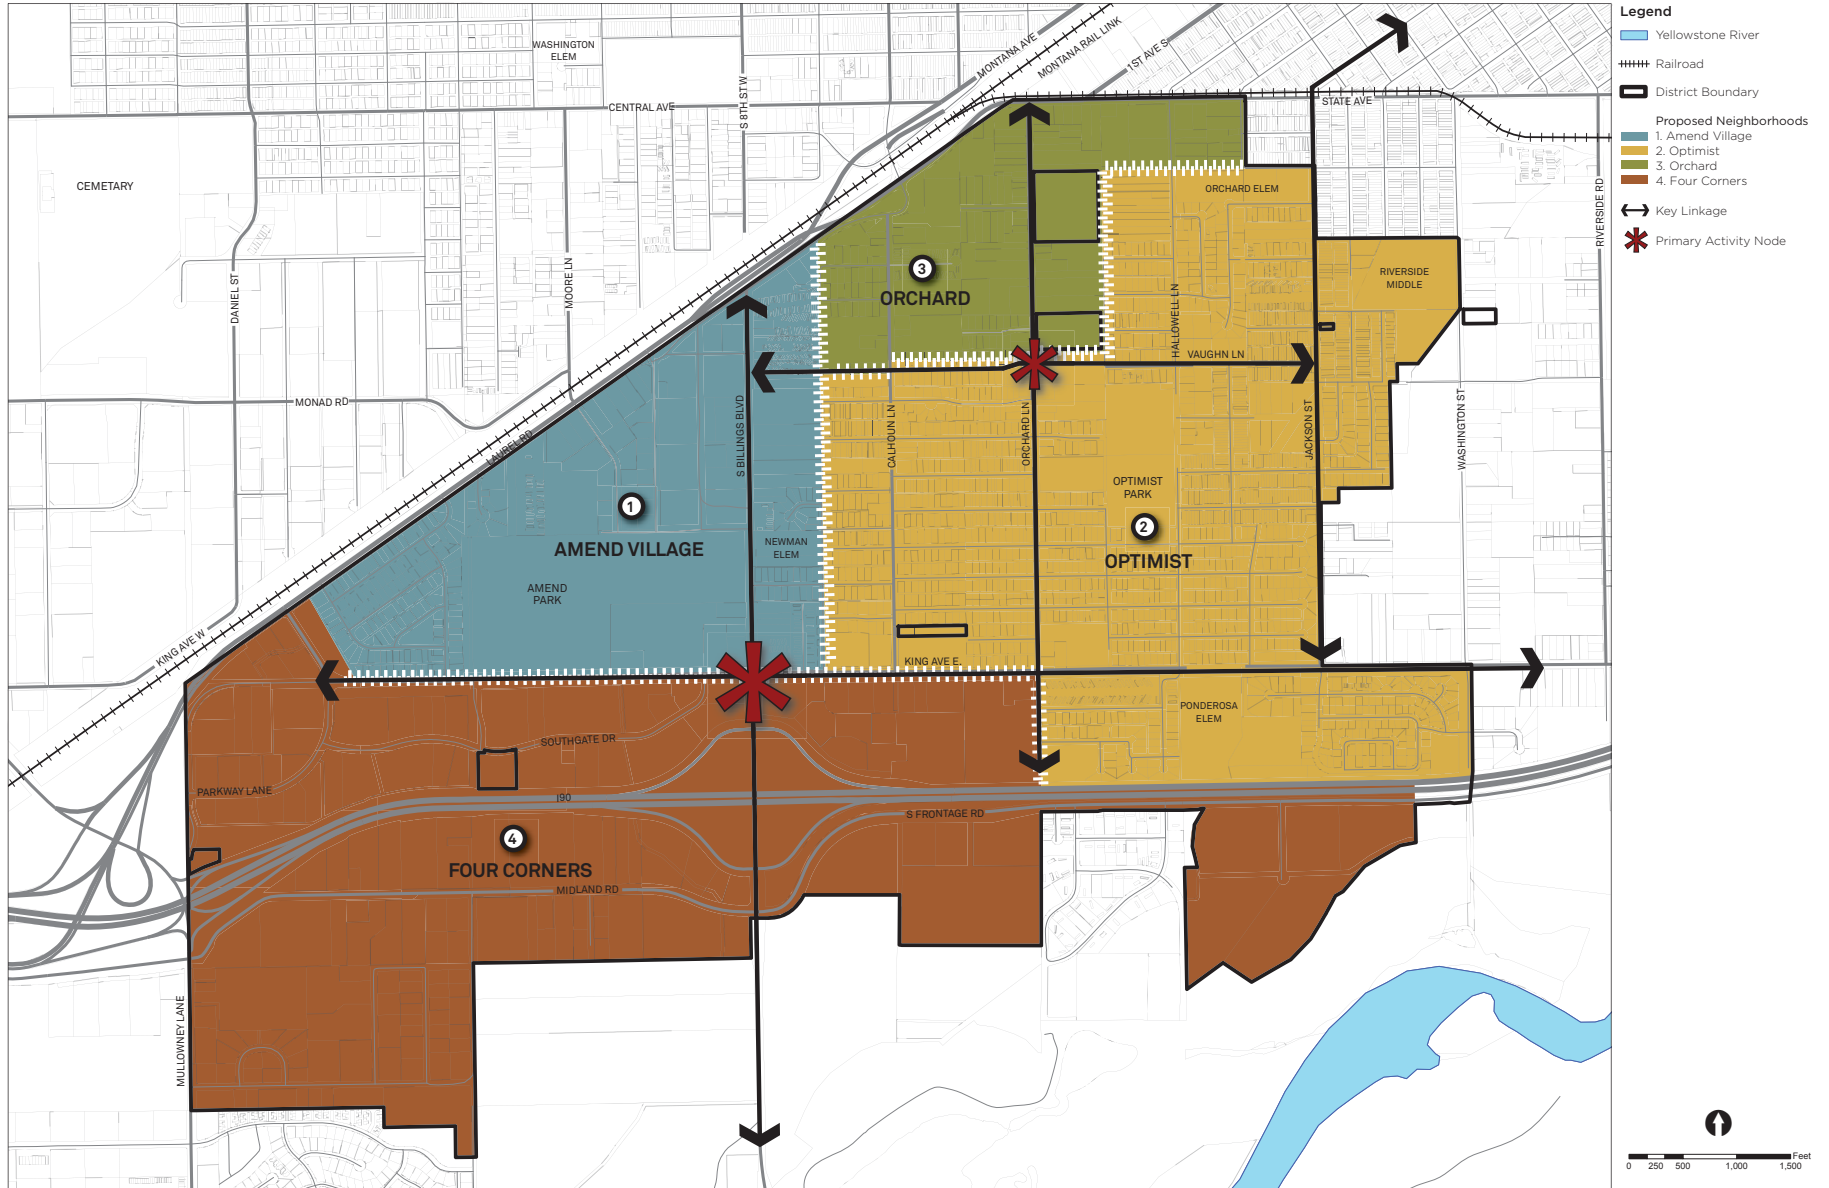 Legend
Yellowstone River
Railroad
District Boundary
Proposed Neighborhoods
1. Amend Village
2. Optimist
3. Orchard
4. Four Corners
Key Linkage
Primary Activity Node
WASHINGTON
ELEM
MONTANA AVE
MONTANA RAIL LINK
1ST AVE S
S 8TH ST W
CENTRAL AVE
STATE AVE
CEMETARY
ORCHARD ELEM
RIVERSIDE RD
DANIEL ST
MOORE LN
3
ORCHARD
HALLOWELL LN
RIVERSIDE
MIDDLE
VAUGHN LN
MONAD RD
LAUREL RD
S BILLINGS BLVD
CALHOUN LN
ORCHARD LN
JACKSON ST
WASHINGTON ST
1
AMEND VILLAGE
NEWMAN
ELEM
OPTIMIST
PARK
2
OPTIMIST
AMEND
PARK
KING AVE W
KING AVE E.
PONDEROSA
ELEM
SOUTHGATE DR
PARKWAY LANE
I90
S FRONTAGE RD
4
FOUR CORNERS
MIDLAND RD
MULLOWNEY LANE
Feet
0 250 500 1,000 1,500